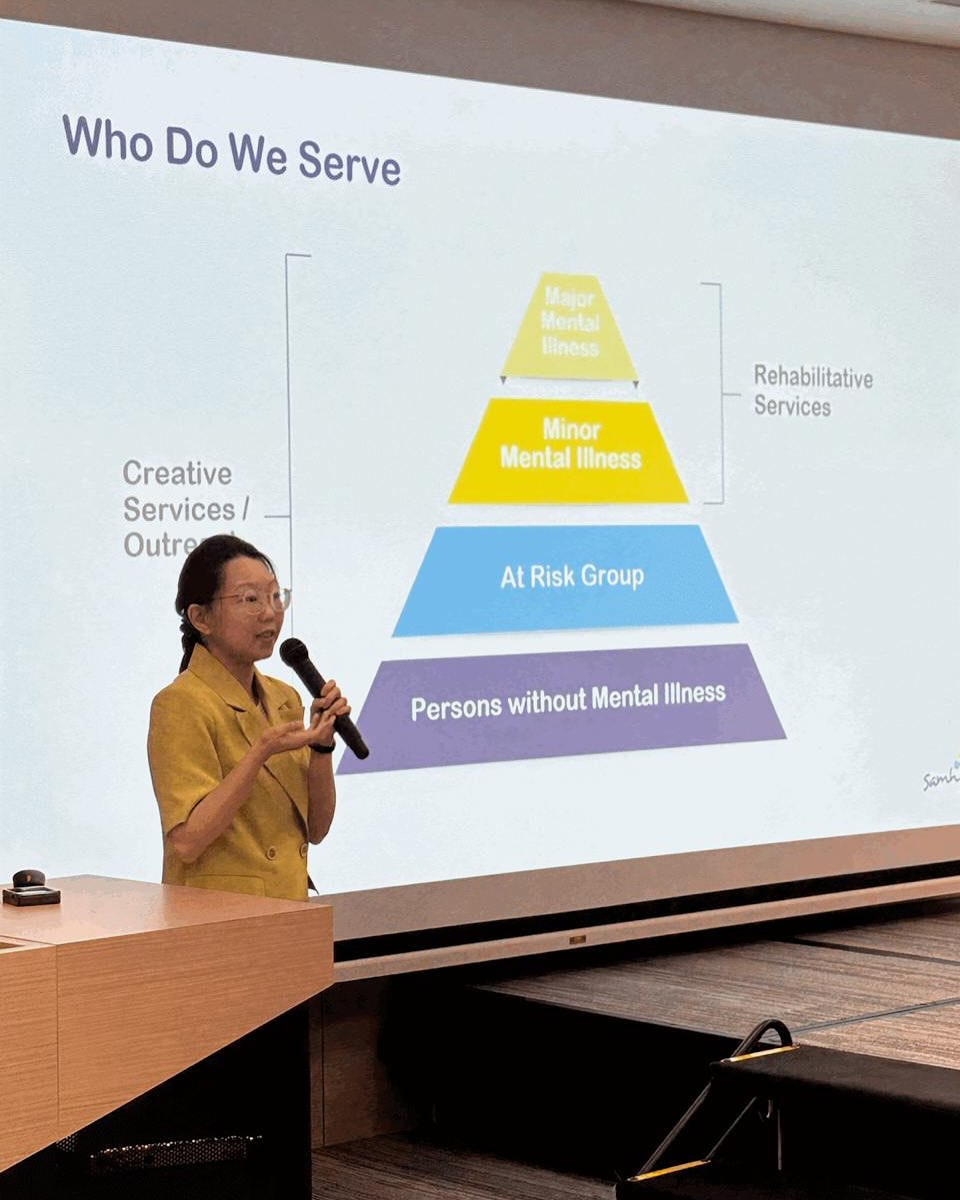 Who Do We Serve
Major
Mental
Illness
Minor
Mental Illness
Rehabilitative
Services
Creative
Services /
At Risk Group
Persons without Mental Illness